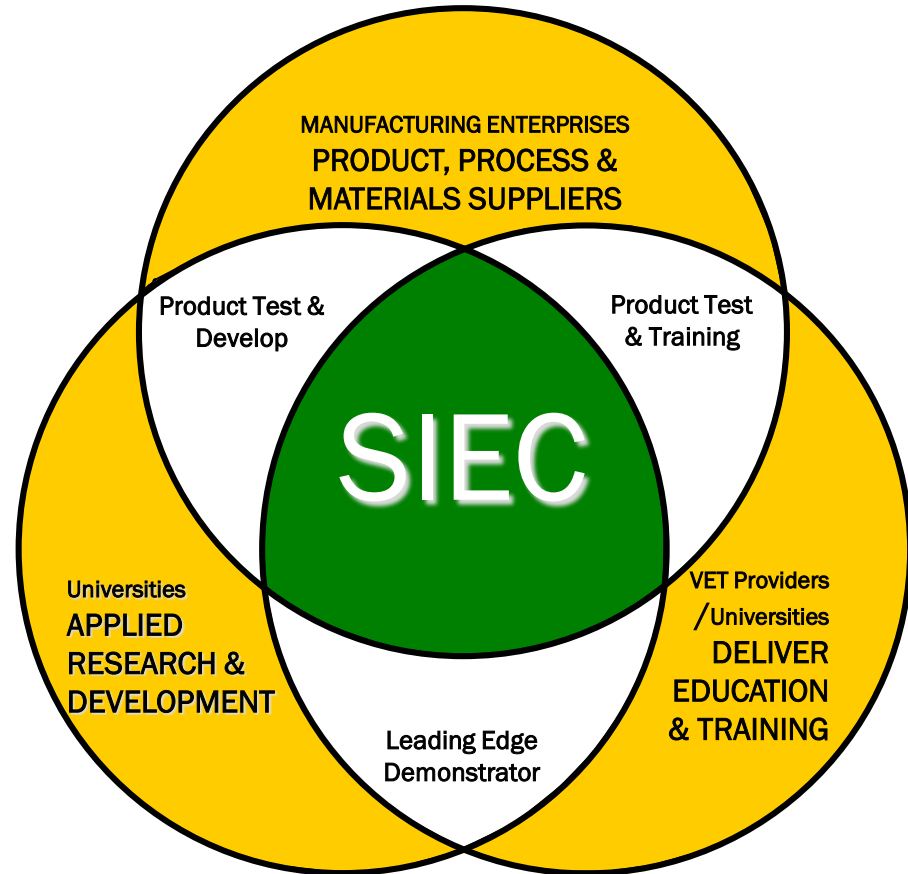 MANUFACTURING ENTERPRISES
PRODUCT, PROCESS &
MATERIALS SUPPLIERS
Product Test &
Develop
Product Test
& Training
SIEC
Universities
APPLIED
RESEARCH &
DEVELOPMENT
VET Providers
/Universities
DELIVER
EDUCATION
& TRAINING
Leading Edge
Demonstrator